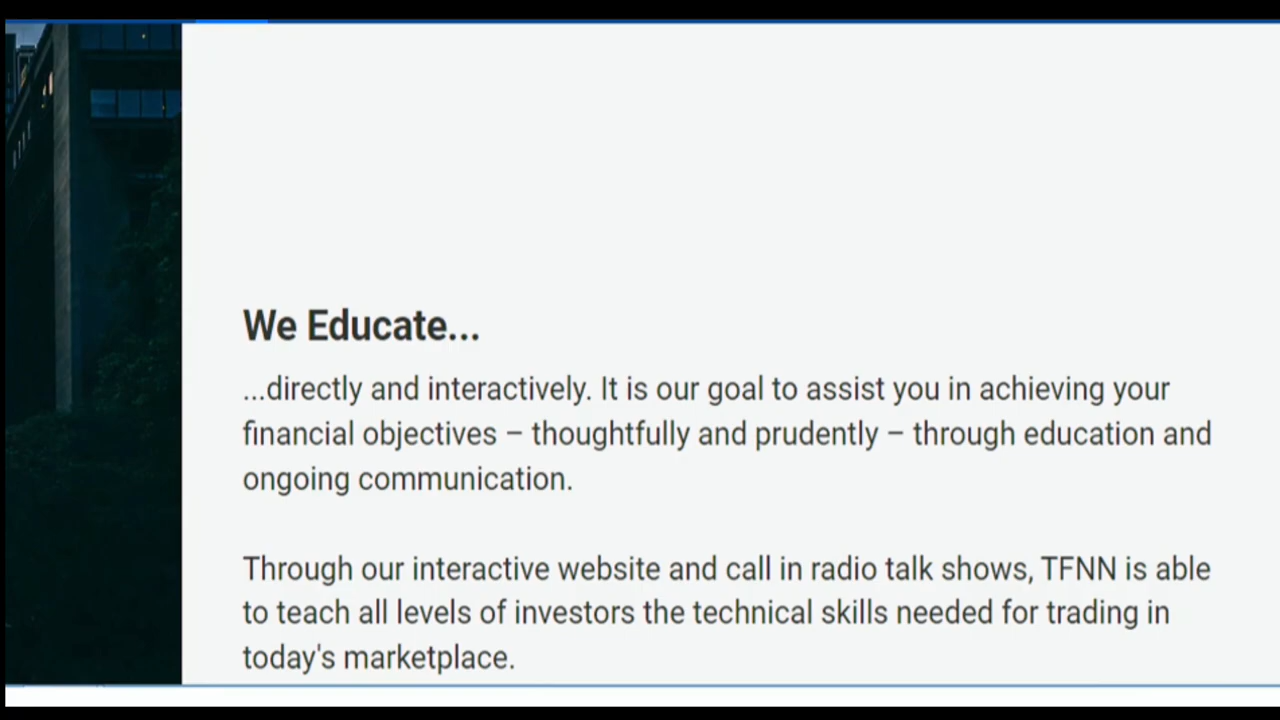 We Educate...
...directly and interactively. It is our goal to assist you in achieving your
financial objectives – thoughtfully and prudently – through education and
ongoing communication.
Through our interactive website and call in radio talk shows, TFNN is able
to teach all levels of investors the technical skills needed for trading in
today's marketplace.